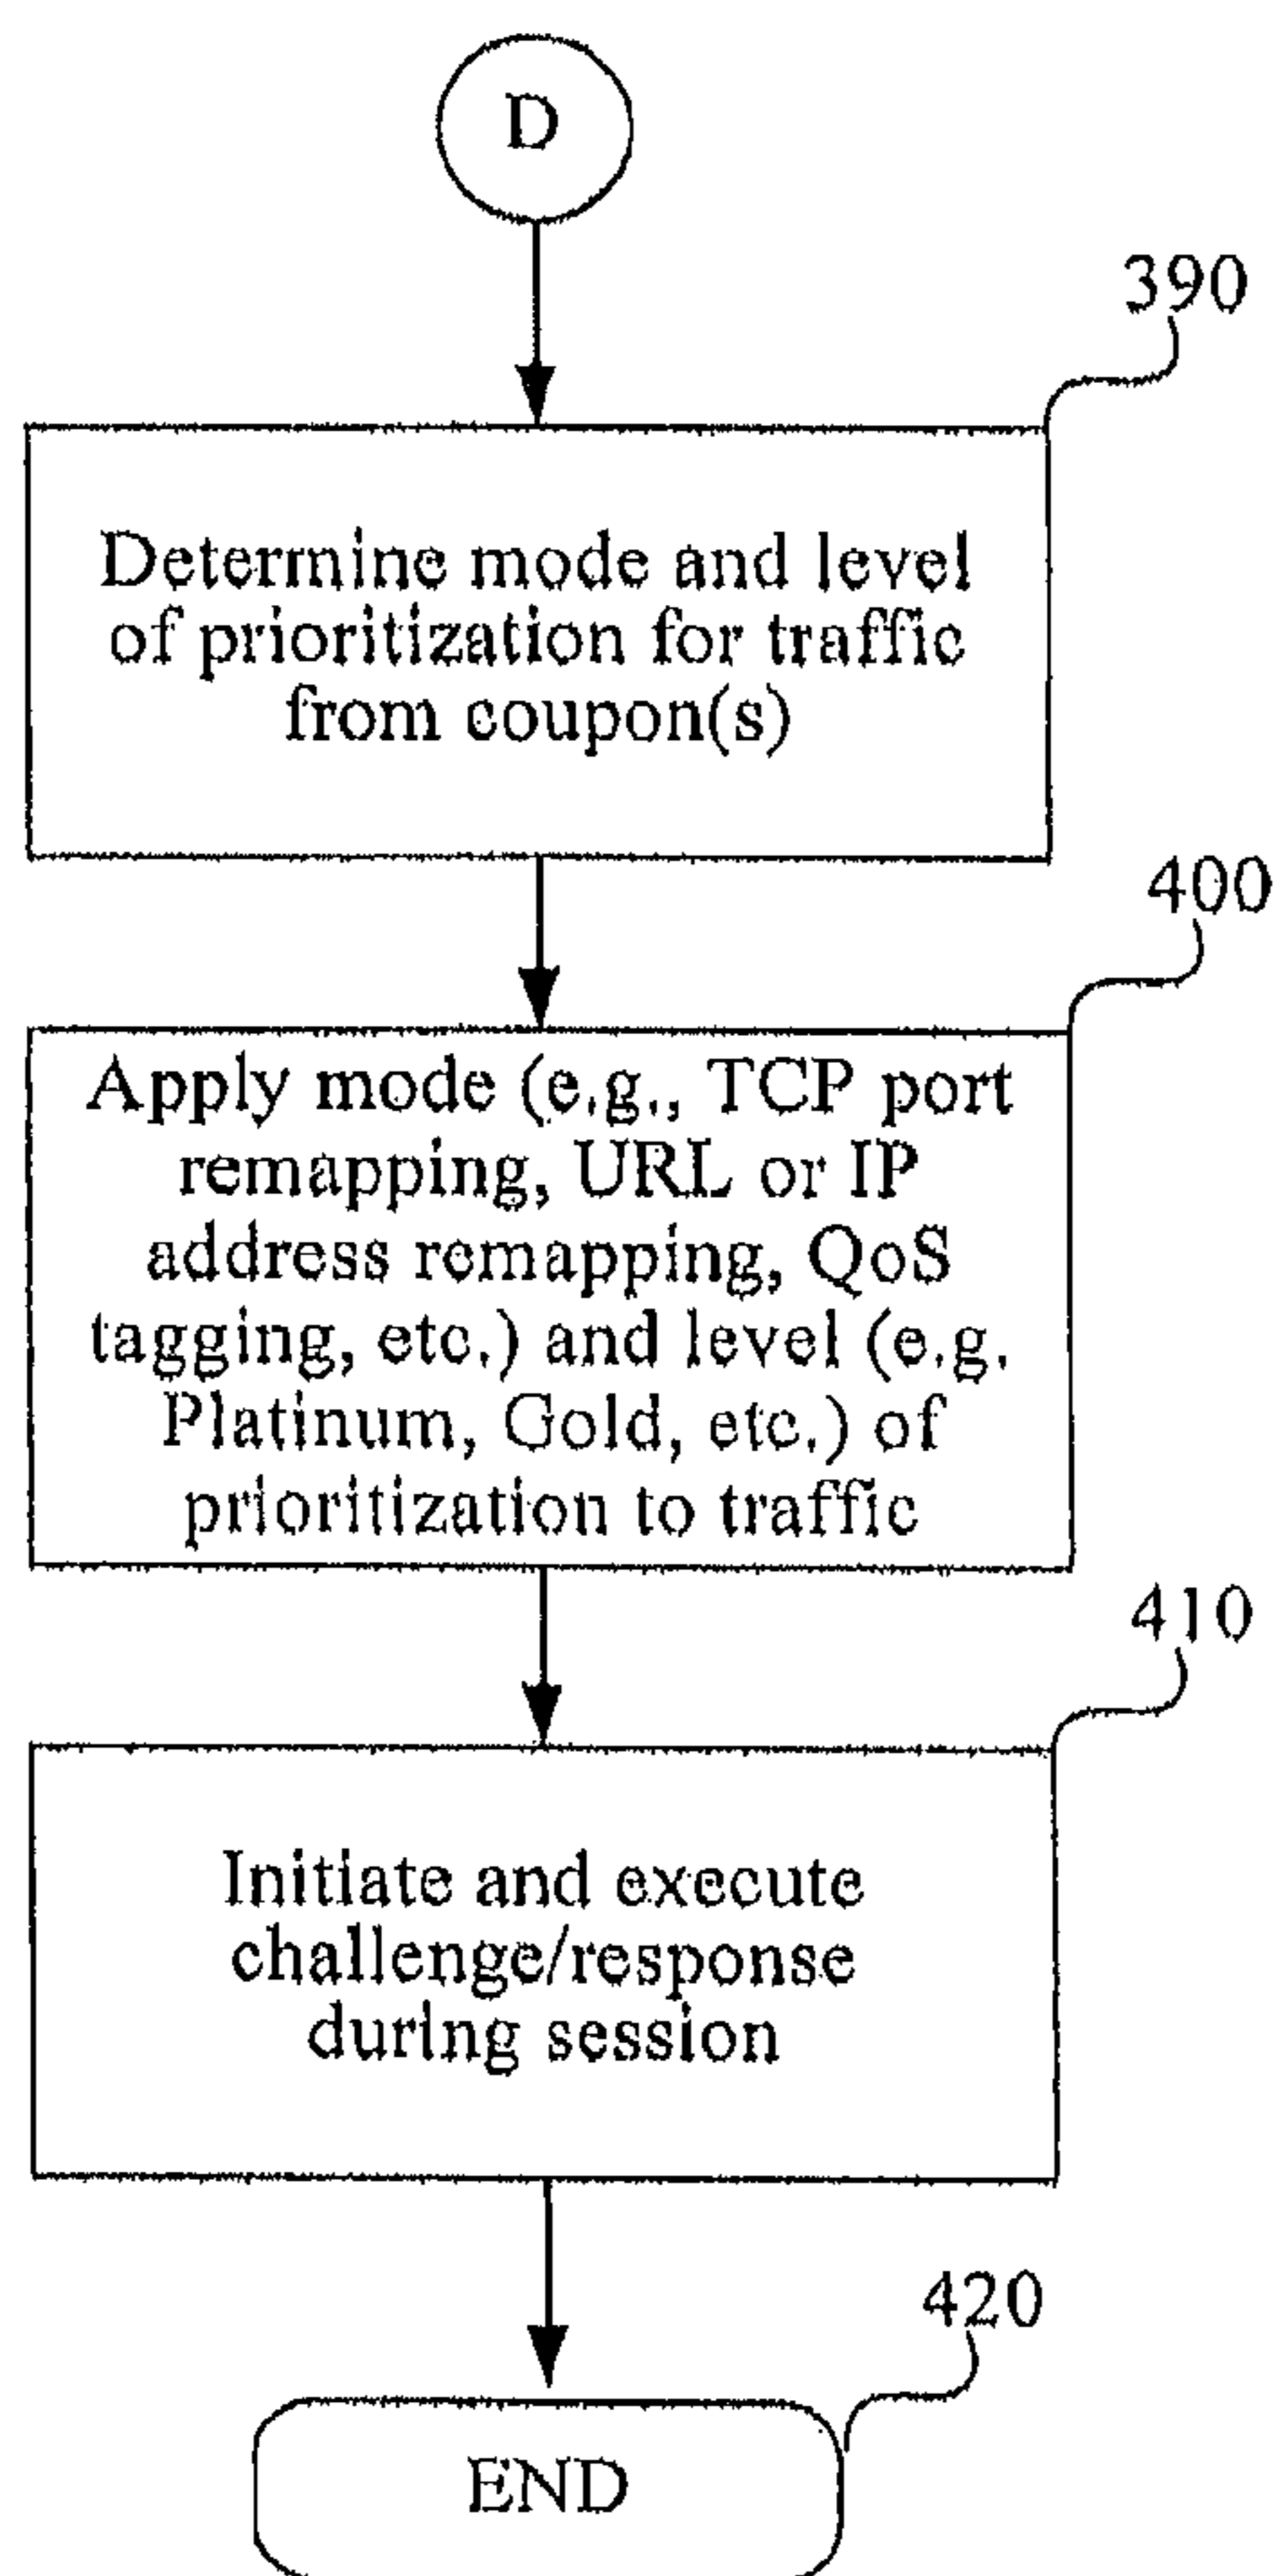 D
390
Determine mode and level
of prioritization for traffic
from coupon(s)
400
Apply mode (e.g., TCP port
remapping, URL or IP
address remapping, QoS
tagging, etc.) and level (e.g.
Platinum, Gold, etc.) of
prioritization to traffic
410
Initiate and execute
challenge/response
during session
420
END